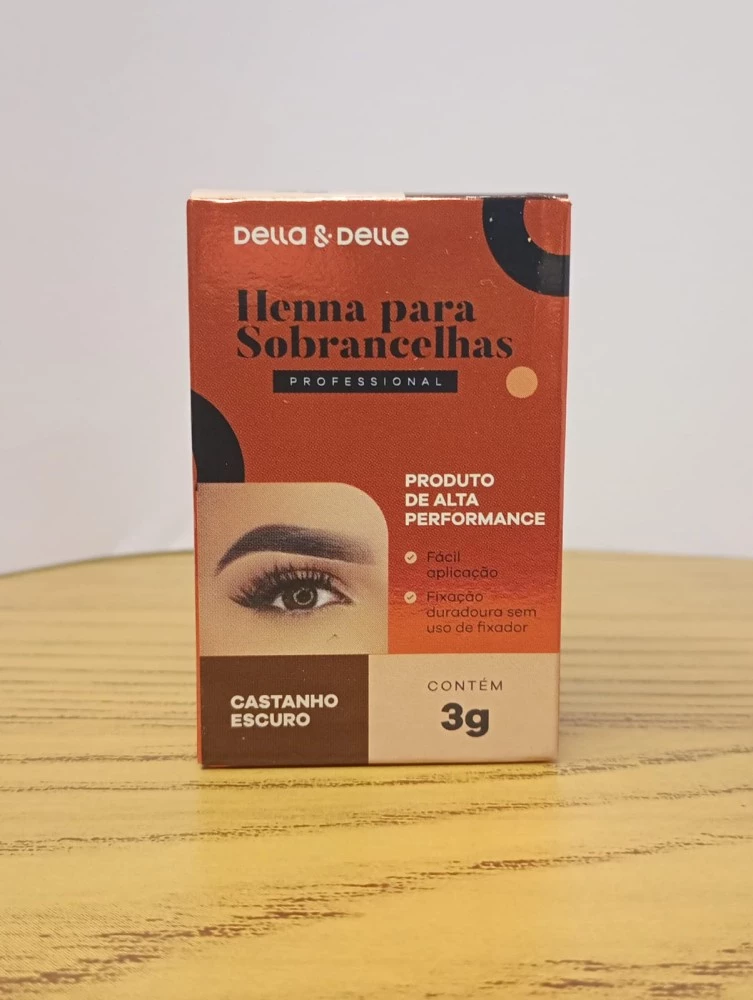 Della & Delle
Henna para
Sobrancelhas
PROFESSIONAL
PRODUTO
DE ALTA
PERFORMANCE
Fácil
aplicação
Fixação
duradoura sem
uso de fixador
CASTANHO
ESCURO
CONTÉM
3g